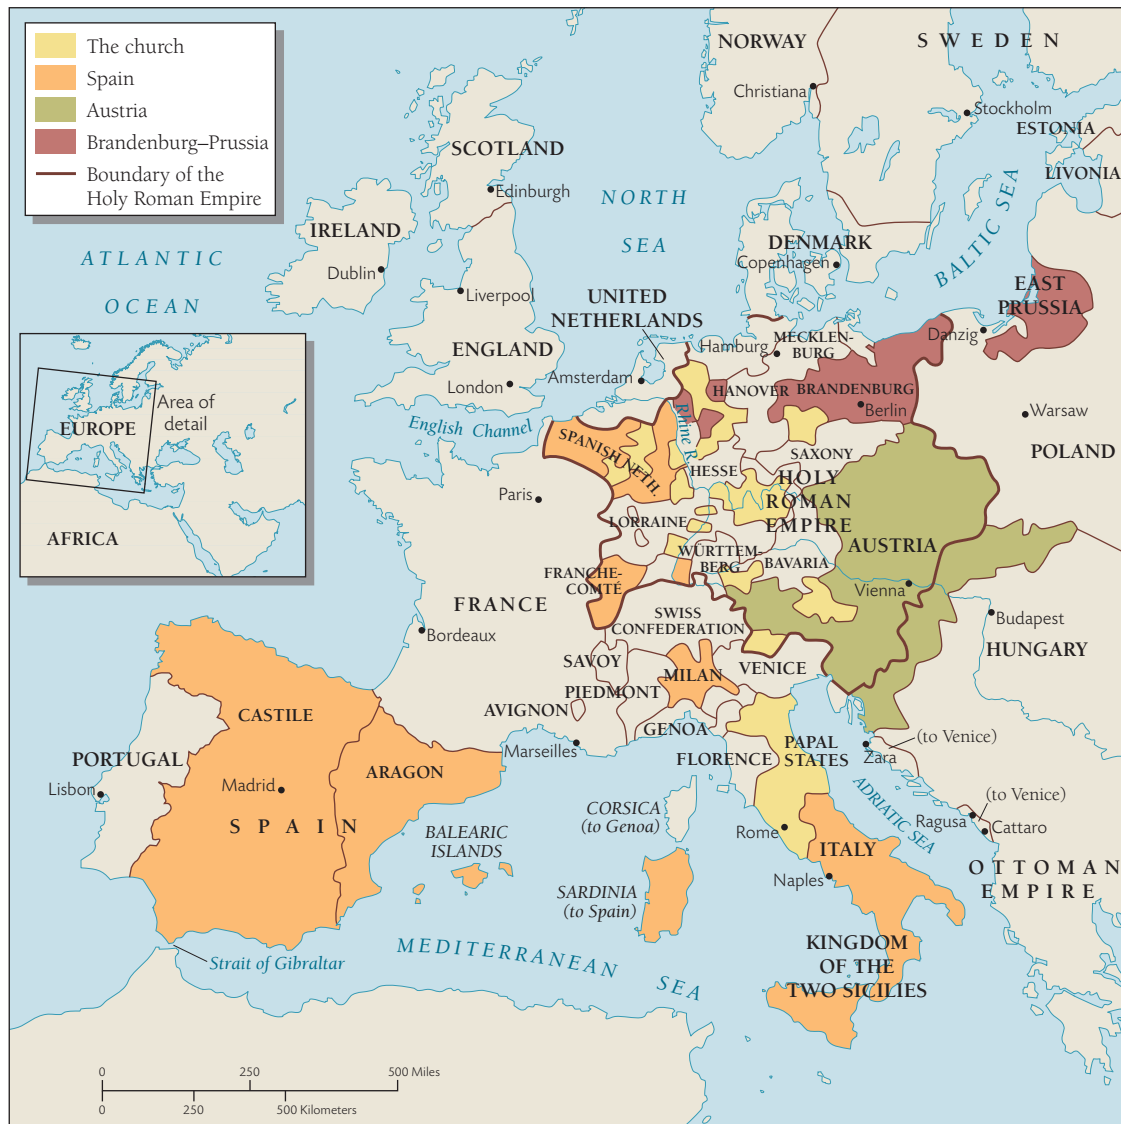 The church
Spain
Austria
Brandenburg–Prussia
Boundary of the
Holy Roman Empire
NORWAY
SWEDEN
Christiana
Stockholm
ESTONIA
LIVONIA
SCOTLAND
Edinburgh
NORTH
SEA
BALTIC SEA
IRELAND
Dublin
DENMARK
Copenhagen
ATLANTIC
OCEAN
Liverpool
UNITED
NETHERLANDS
EAST
PRUSSIA
Danzig
Hamburg
MECKLEN-
BURG
ENGLAND
London
Amsterdam
HANOVER
BRANDENBURG
Berlin
Warsaw
POLAND
English Channel
Rhine R.
SPANISH NETH.
HESSE
SAXONY
HOLY
ROMAN
EMPIRE
Area of
detail
EUROPE
AFRICA
Paris
LORRAINE
WÜRTTEM-
BERG
BAVARIA
AUSTRIA
Vienna
FRANCHE-
COMTÉ
FRANCE
SWISS
CONFEDERATION
Budapest
HUNGARY
Bordeaux
SAVOY
PIEDMONT
MILAN
VENICE
AVIGNON
GENOA
Marseilles
FLORENCE
PAPAL
STATES
Zara
(to Venice)
CASTILE
PORTUGAL
ARAGON
Lisbon
Madrid
SPAIN
CORSICA
(to Genoa)
ADRIATIC SEA
(to Venice)
Ragusa
Cattaro
BALEARIC
ISLANDS
Rome
ITALY
OTTOMAN
EMPIRE
SARDINIA
(to Spain)
Naples
KINGDOM
OF THE
TWO SICILIES
MEDITERRANEAN SEA
Strait of Gibraltar
0 250 500 Miles
0 250 500 Kilometers